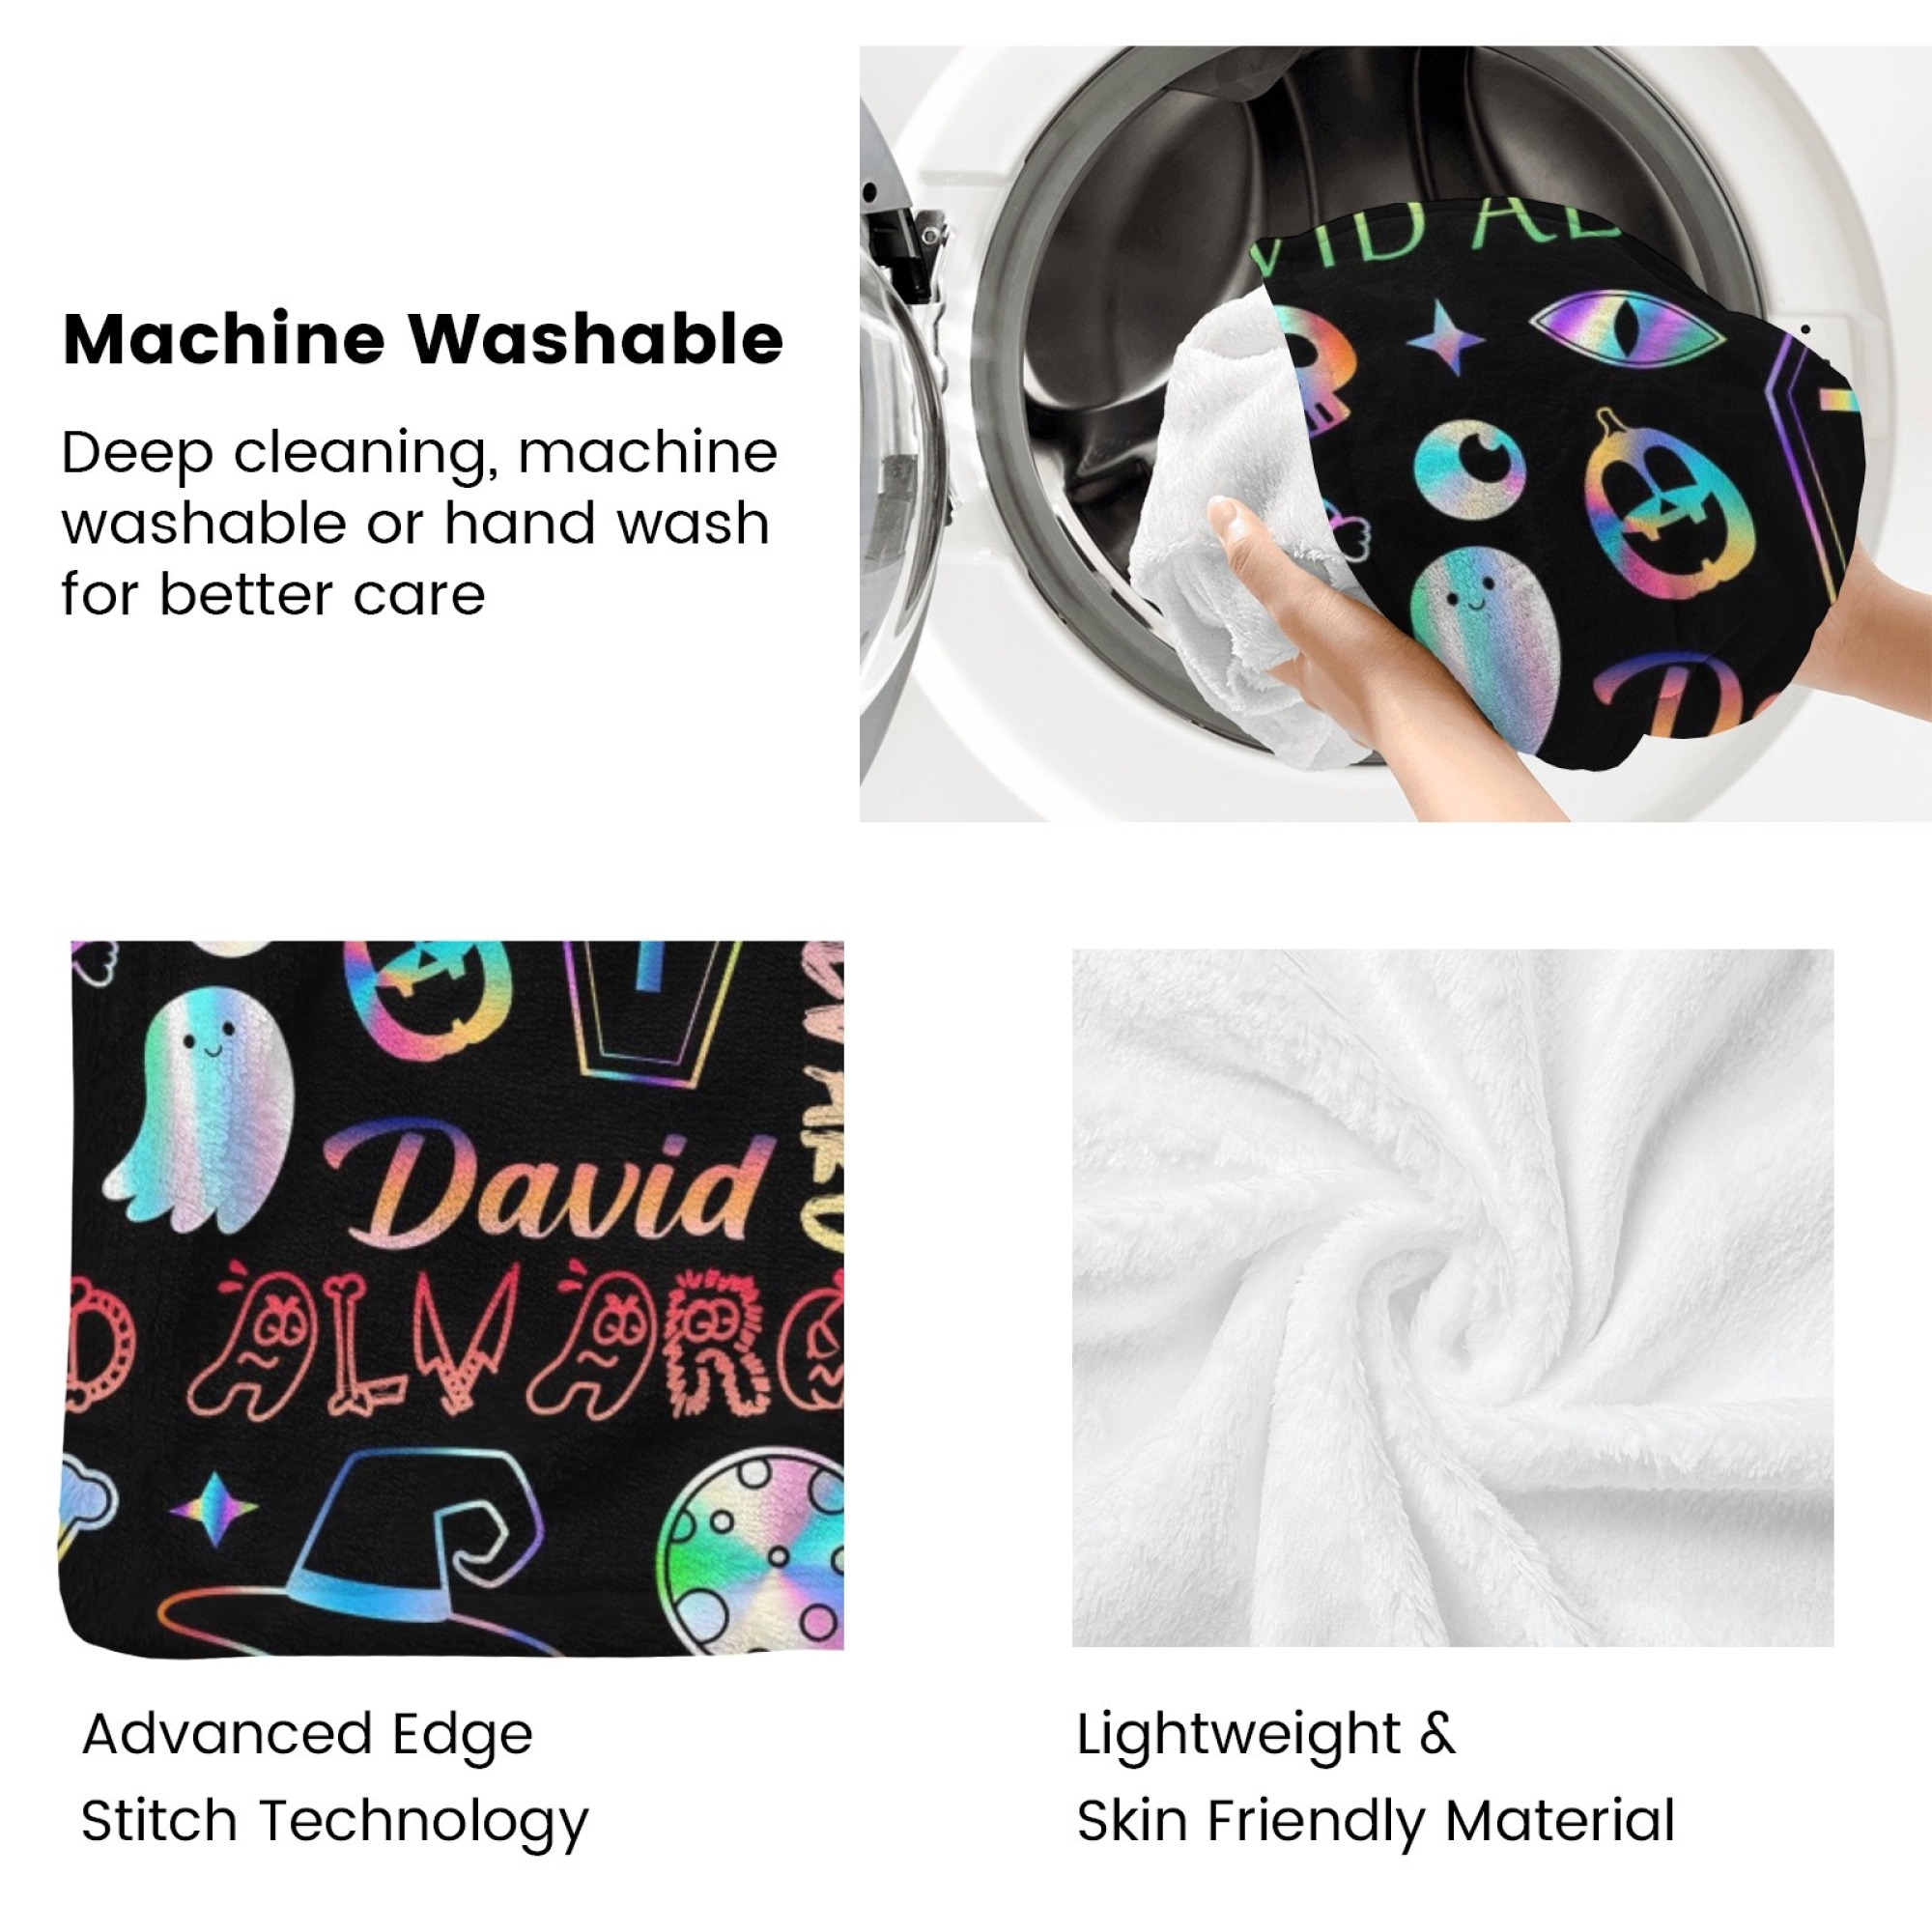 Machine Washable
Deep cleaning, machine
washable or hand wash
for better care
VID AL
D
David
D ALVARO
Advanced Edge
Stitch Technology
Lightweight &
Skin Friendly Material